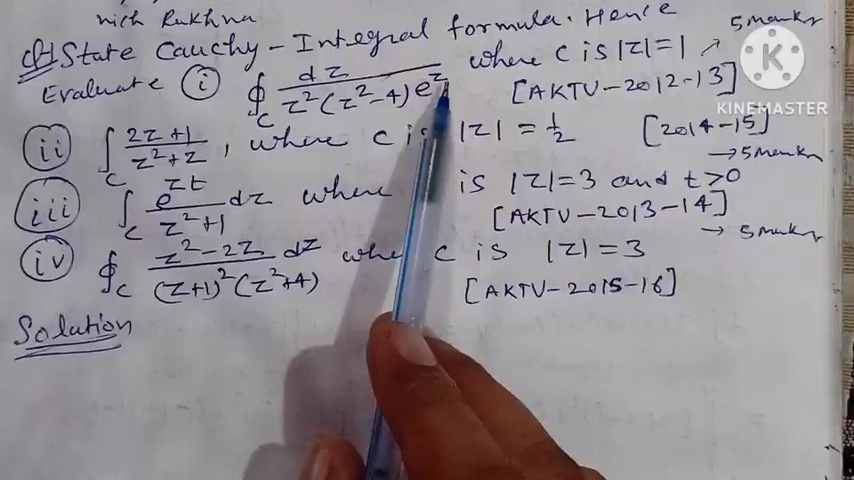 nich Rakhna
Q1 State Cauchy-Integral formula. Hence 5 marks
Evaluate (i) ∮_C dz / z²(z²-4)e^z where C is |z|=1 [AKTU-2012-13]
KINEMASTER
(ii) ∫_C 2z+1 / z²+z, where C is |z| = 1/2 [2014-15]
→ 5 marks
(iii) ∫_C e^{zt} / z²+1 dz where is |z|=3 and t>0
[AKTU-2013-14]
→ 5 marks
(iv) ∮_C z²-2z / (z+1)²(z²+4) dz where C is |z|=3
[AKTU-2015-16]
Solution